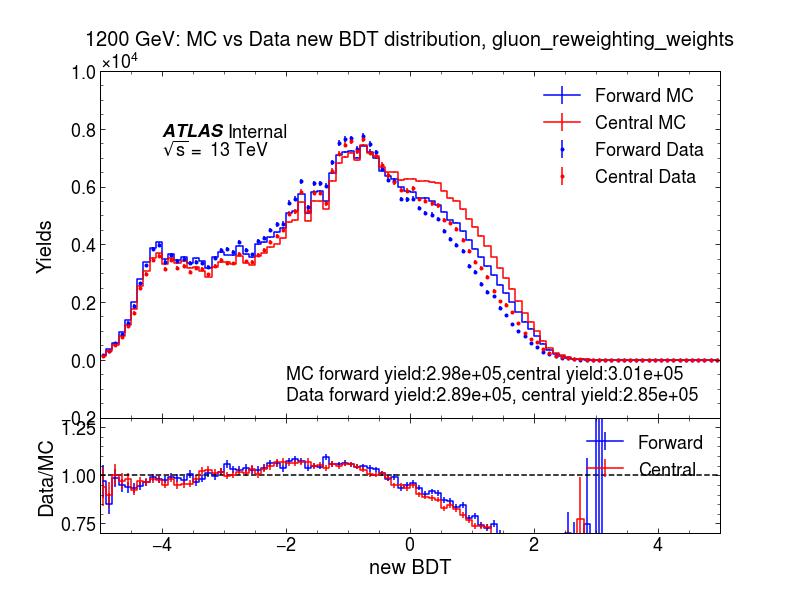 1200 GeV: MC vs Data new BDT distribution, gluon_reweighting_weights
×10⁴
1.0
0.8
0.6
0.4
0.2
0.0
0.2
Yields
ATLAS Internal
√s = 13 TeV
Forward MC
Central MC
Forward Data
Central Data
MC forward yield:2.98e+05,central yield:3.01e+05
Data forward yield:2.89e+05, central yield:2.85e+05
1.25
1.00
0.75
Data/MC
Forward
Central
−4
−2
0
2
4
new BDT